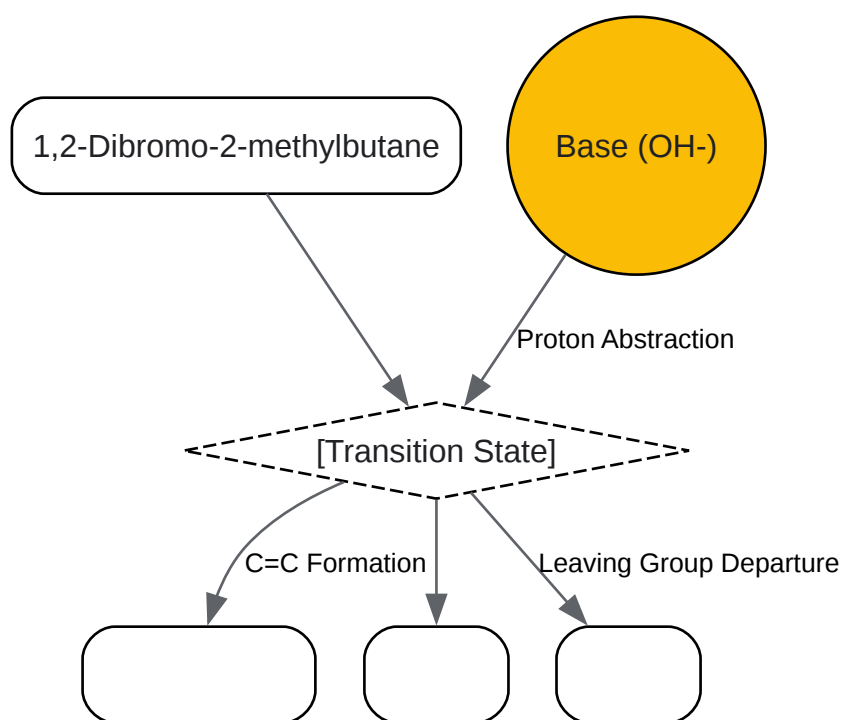 1,2-Dibromo-2-methylbutane
Base (OH-)
Proton Abstraction
[Transition State]
C=C Formation
Leaving Group Departure